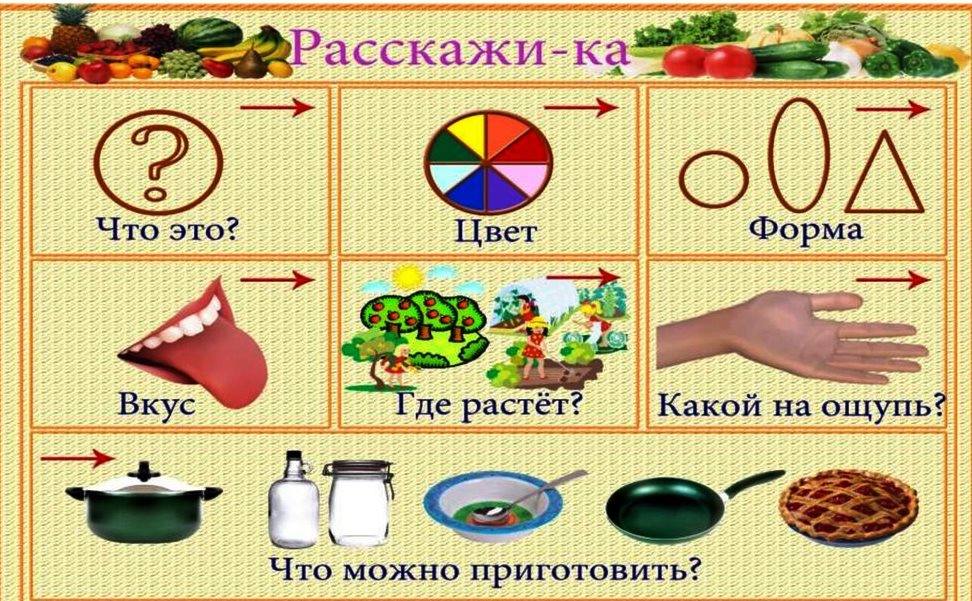 Расскажи-ка
Что это?
Цвет
Форма
Вкус
Где растёт?
Какой на ощупь?
Что можно приготовить?